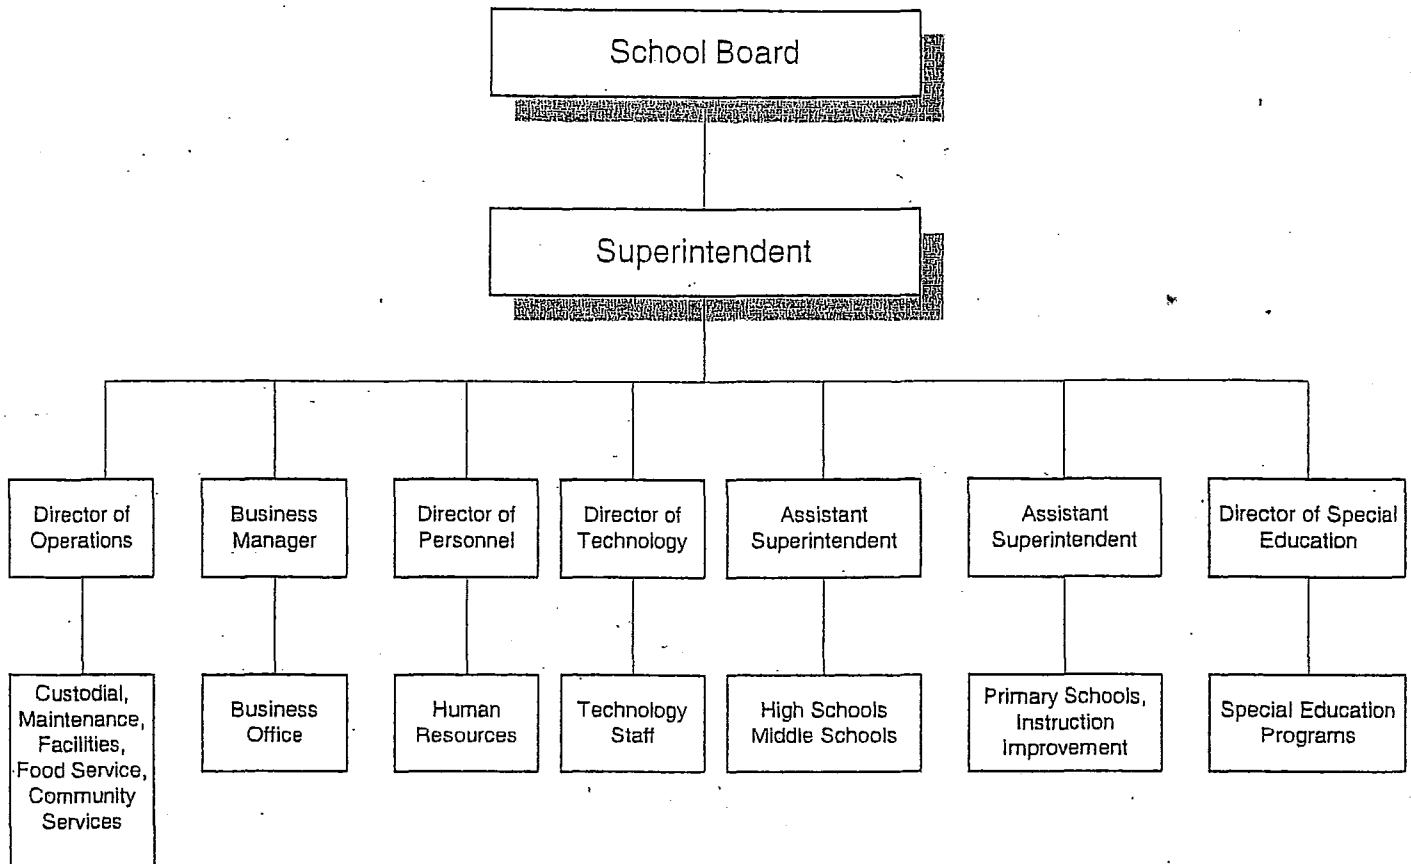 School Board
Superintendent
Director of
Operations
Business
Manager
Director of
Personnel
Director of
Technology
Assistant
Superintendent
Assistant
Superintendent
Director of Special
Education
Custodial,
Maintenance,
Facilities,
Food Service,
Community
Services
Business
Office
Human
Resources
Technology
Staff
High Schools
Middle Schools
Primary Schools,
Instruction
Improvement
Special Education
Programs